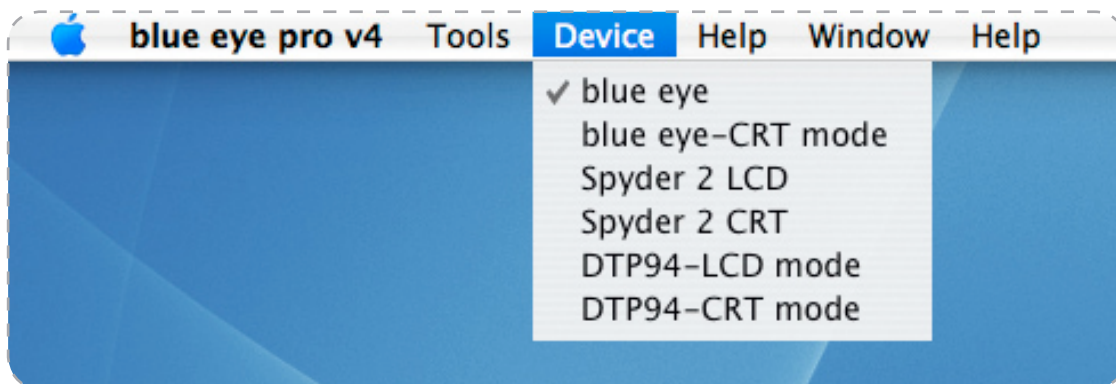 blue eye pro v4 Tools Device Help Window Help
✓ blue eye
blue eye-CRT mode
Spyder 2 LCD
Spyder 2 CRT
DTP94-LCD mode
DTP94-CRT mode